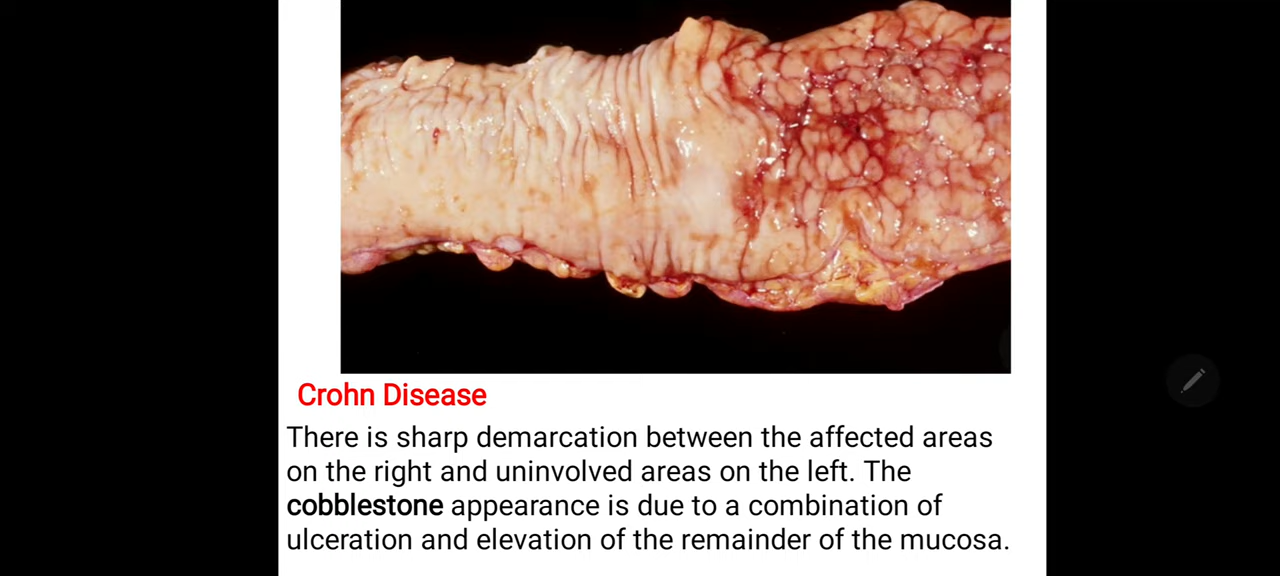 Crohn Disease
There is sharp demarcation between the affected areas
on the right and uninvolved areas on the left. The
cobblestone appearance is due to a combination of
ulceration and elevation of the remainder of the mucosa.